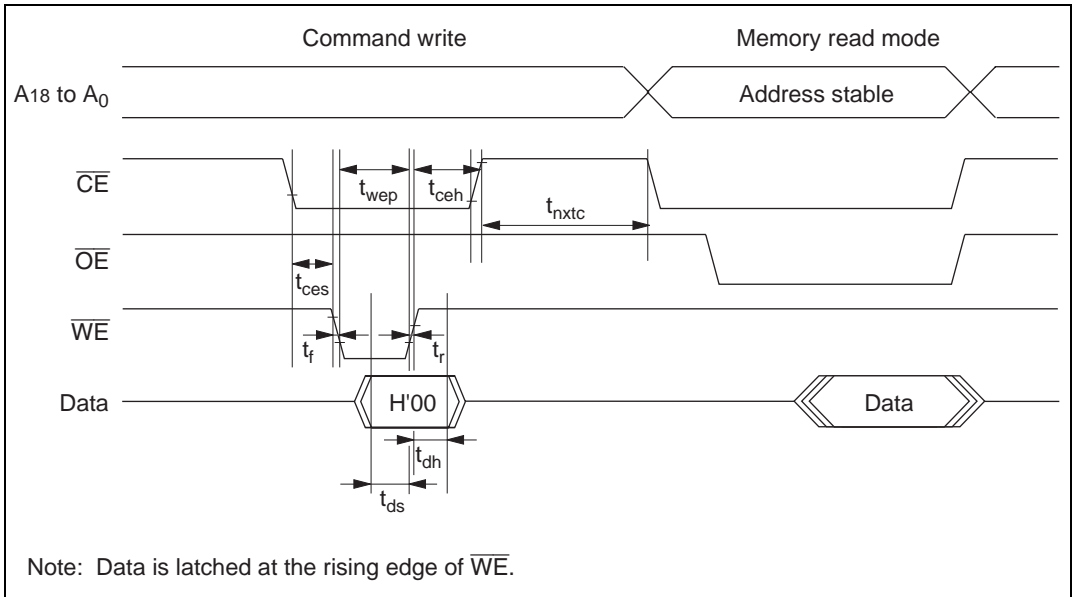 Command write
Memory read mode
A18 to A0
Address stable
CE
twep
tceh
tnxtc
OE
tces
WE
tf
tr
Data
H'00
Data
tdh
tds
Note: Data is latched at the rising edge of WE.